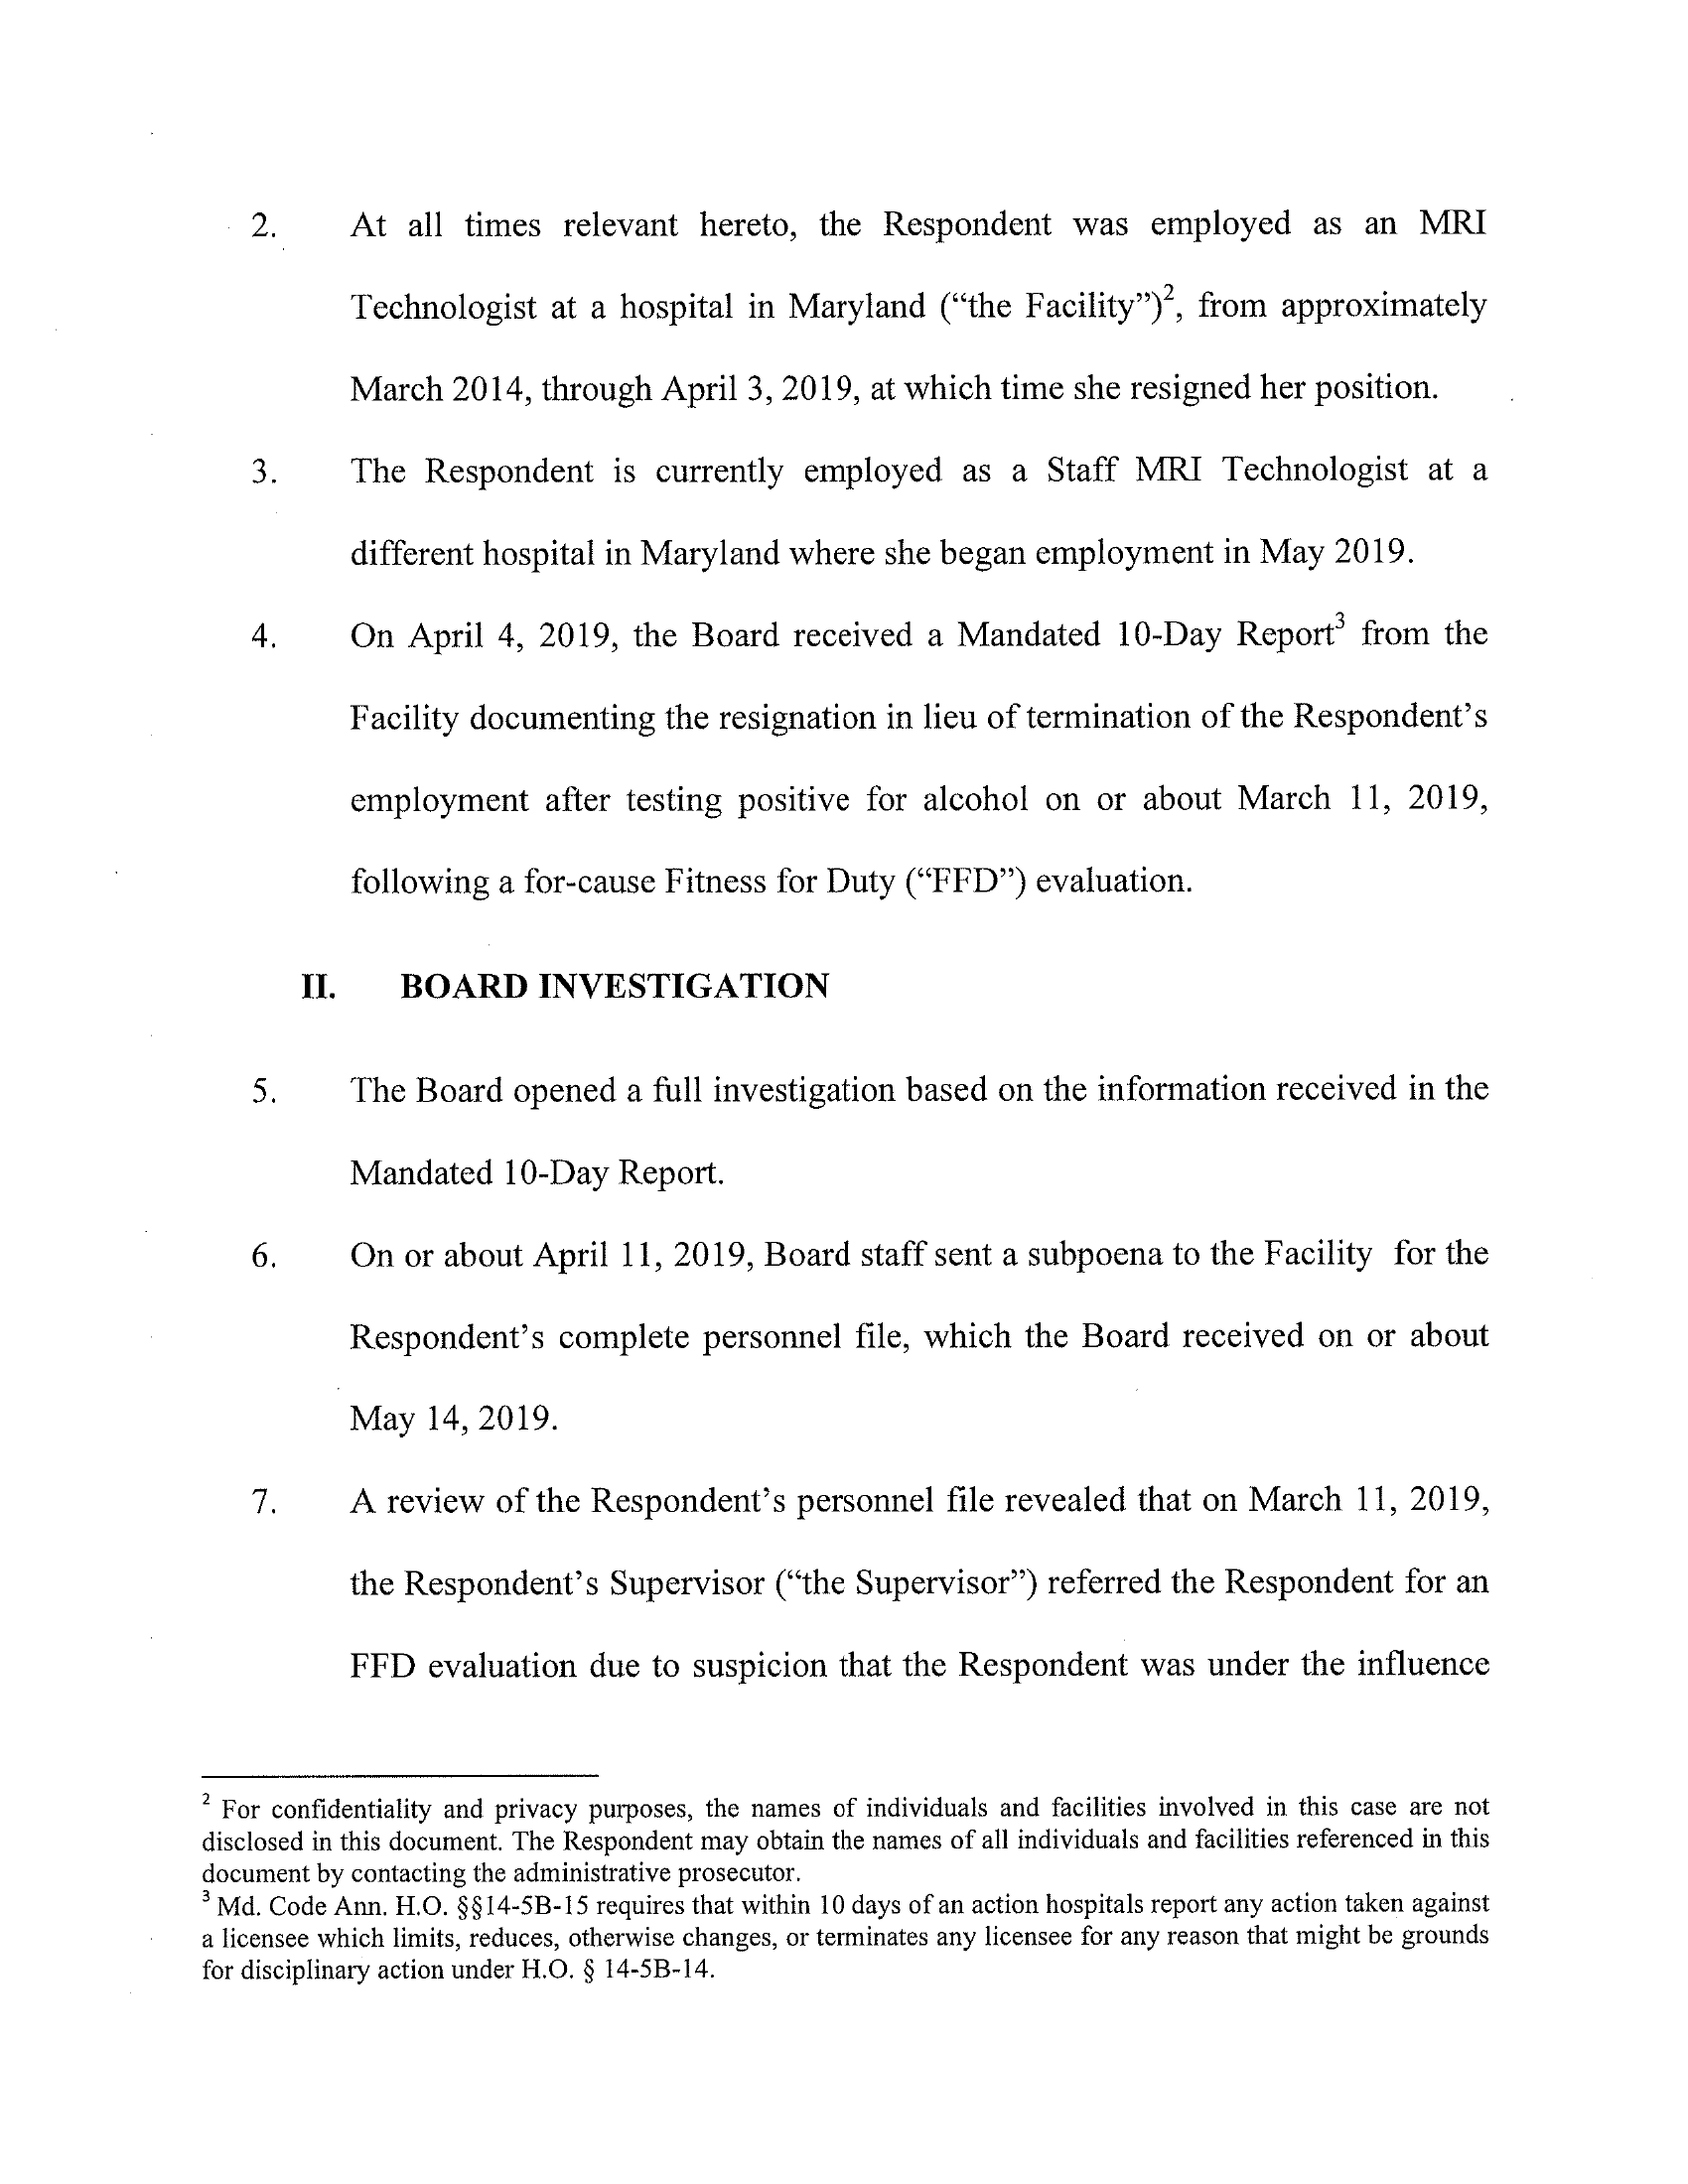 2. At all times relevant hereto, the Respondent was employed as an MRI
Technologist at a hospital in Maryland (“the Facility”)², from approximately
March 2014, through April 3, 2019, at which time she resigned her position.
3. The Respondent is currently employed as a Staff MRI Technologist at a
different hospital in Maryland where she began employment in May 2019.
4. On April 4, 2019, the Board received a Mandated 10-Day Report³ from the
Facility documenting the resignation in lieu of termination of the Respondent’s
employment after testing positive for alcohol on or about March 11, 2019,
following a for-cause Fitness for Duty (“FFD”) evaluation.
II. BOARD INVESTIGATION
5. The Board opened a full investigation based on the information received in the
Mandated 10-Day Report.
6. On or about April 11, 2019, Board staff sent a subpoena to the Facility for the
Respondent’s complete personnel file, which the Board received on or about
May 14, 2019.
7. A review of the Respondent’s personnel file revealed that on March 11, 2019,
the Respondent’s Supervisor (“the Supervisor”) referred the Respondent for an
FFD evaluation due to suspicion that the Respondent was under the influence
² For confidentiality and privacy purposes, the names of individuals and facilities involved in this case are not
disclosed in this document. The Respondent may obtain the names of all individuals and facilities referenced in this
document by contacting the administrative prosecutor.
³ Md. Code Ann. H.O. §§14-5B-15 requires that within 10 days of an action hospitals report any action taken against
a licensee which limits, reduces, otherwise changes, or terminates any licensee for any reason that might be grounds
for disciplinary action under H.O. § 14-5B-14.